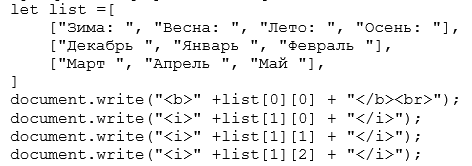 let list =[
["Зима: ", "Весна: ", "Лето: ", "Осень: "],
["Декабрь ", "Январь ", "Февраль "],
["Март ", "Апрель ", "Май "],
]
document.write("<b>" +list[0][0] + "</b><br>");
document.write("<i>" +list[1][0] + "</i>");
document.write("<i>" +list[1][1] + "</i>");
document.write("<i>" +list[1][2] + "</i>");